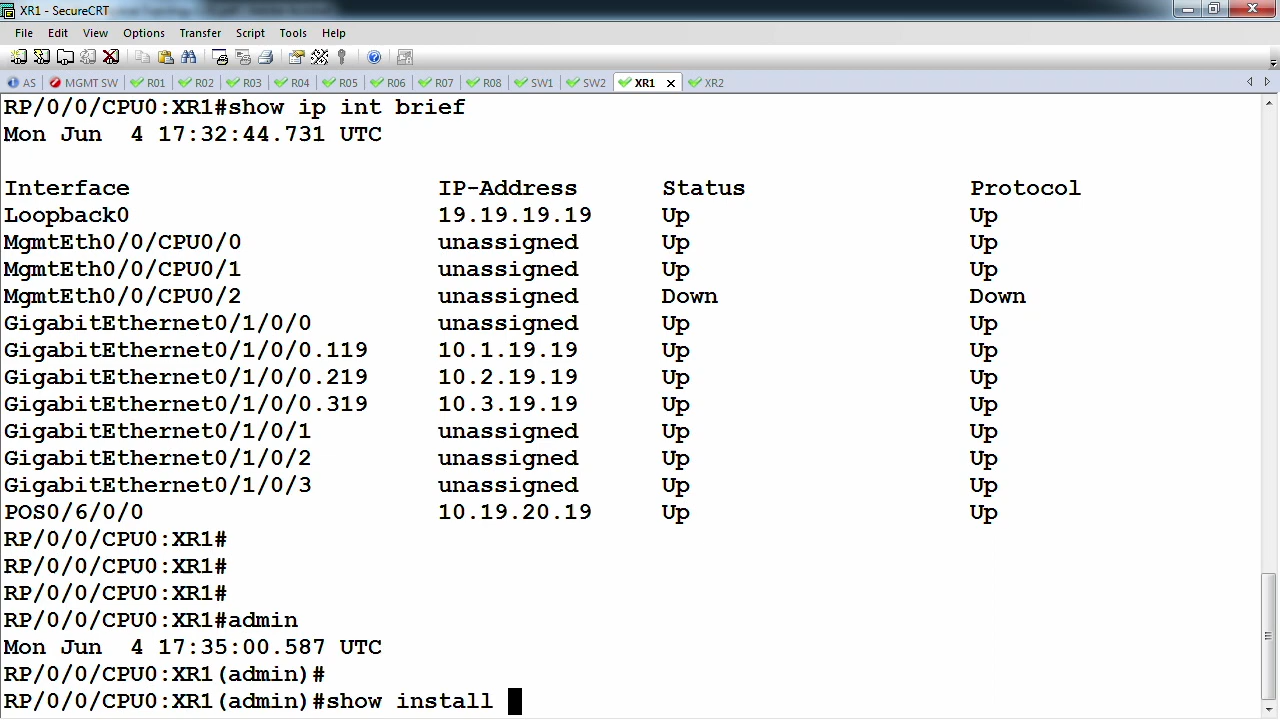 XR1 - SecureCRT
File Edit View Options Transfer Script Tools Help
AS MGMT SW R01 R02 R03 R04 R05 R06 R07 R08 SW1 SW2 XR1 XR2
RP/0/0/CPU0:XR1#show ip int brief
Mon Jun  4 17:32:44.731 UTC
Interface IP-Address Status Protocol
Loopback0 19.19.19.19 Up Up
MgmtEth0/0/CPU0/0 unassigned Up Up
MgmtEth0/0/CPU0/1 unassigned Up Up
MgmtEth0/0/CPU0/2 unassigned Down Down
GigabitEthernet0/1/0/0 unassigned Up Up
GigabitEthernet0/1/0/0.119 10.1.19.19 Up Up
GigabitEthernet0/1/0/0.219 10.2.19.19 Up Up
GigabitEthernet0/1/0/0.319 10.3.19.19 Up Up
GigabitEthernet0/1/0/1 unassigned Up Up
GigabitEthernet0/1/0/2 unassigned Up Up
GigabitEthernet0/1/0/3 unassigned Up Up
POS0/6/0/0 10.19.20.19 Up Up
RP/0/0/CPU0:XR1#
RP/0/0/CPU0:XR1#
RP/0/0/CPU0:XR1#
RP/0/0/CPU0:XR1#admin
Mon Jun  4 17:35:00.587 UTC
RP/0/0/CPU0:XR1(admin)#
RP/0/0/CPU0:XR1(admin)#show install